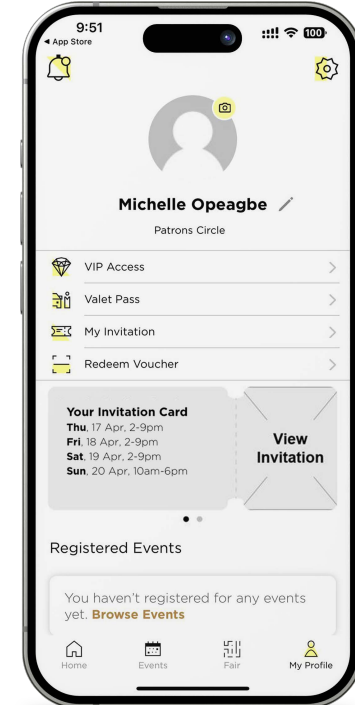 9:51
100
◀ App Store
Michelle Opeagbe
Patrons Circle
VIP Access
Valet Pass
My Invitation
Redeem Voucher
Your Invitation Card
Thu, 17 Apr, 2-9pm
Fri, 18 Apr, 2-9pm
Sat, 19 Apr, 2-9pm
Sun, 20 Apr, 10am-6pm
View
Invitation
Registered Events
You haven't registered for any events
yet. Browse Events
Home
Events
Fair
My Profile